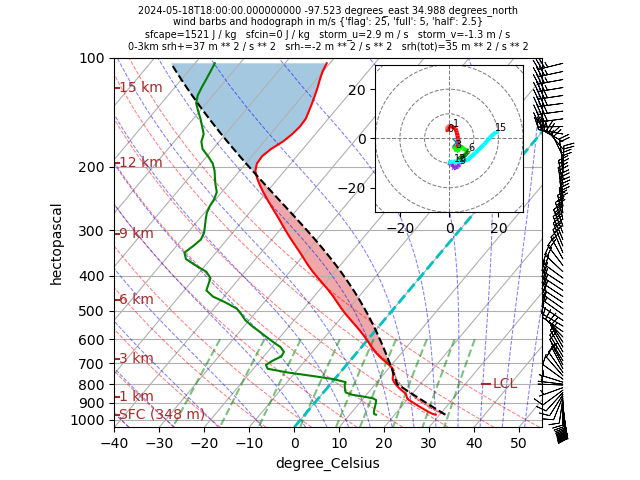 2024-05-18T18:00:00.000000000 -97.523 degrees_east 34.988 degrees_north
wind barbs and hodograph in m/s {'flag': 25, 'full': 5, 'half': 2.5}
sfcape=1521 J / kg   sfcin=0 J / kg   storm_u=2.9 m / s   storm_v=-1.3 m / s
0-3km srh+=37 m ** 2 / s ** 2   srh-=-2 m ** 2 / s ** 2   srh(tot)=35 m ** 2 / s ** 2
100
200
300
400
500
600
700
800
900
1000
hectopascal
15 km
12 km
9 km
6 km
3 km
1 km
SFC (348 m)
LCL
20
0
−20
−20 0 20
1
3
6
15
−40 −30 −20 −10 0 10 20 30 40 50
degree_Celsius